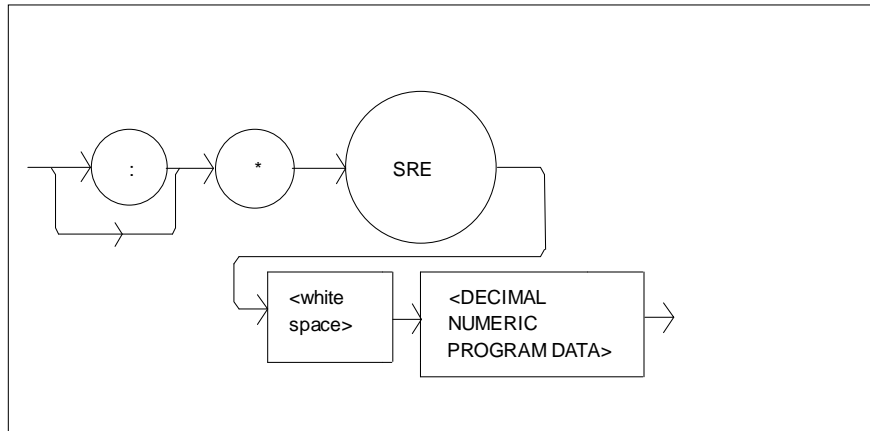 :
*
SRE
<white
space>
<DECIMAL
NUMERIC
PROGRAM DATA>